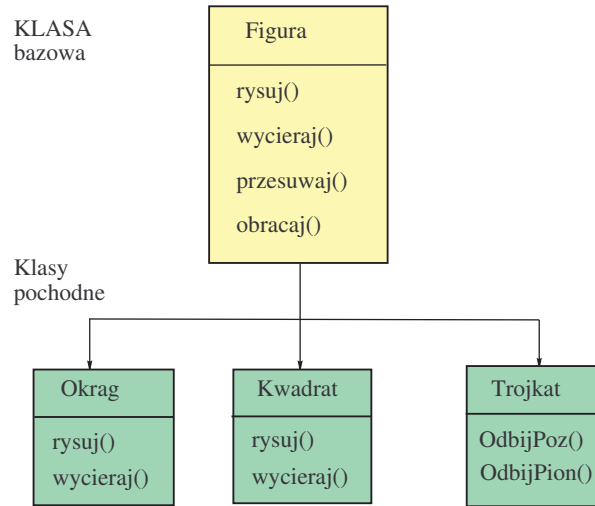 KLASA
bazowa
Figura
rysuj()
wycieraj()
przesuwaj()
obracaj()
Klasy
pochodne
Okrag
rysuj()
wycieraj()
Kwadrat
rysuj()
wycieraj()
Trojkat
OdbijPoz()
OdbijPion()